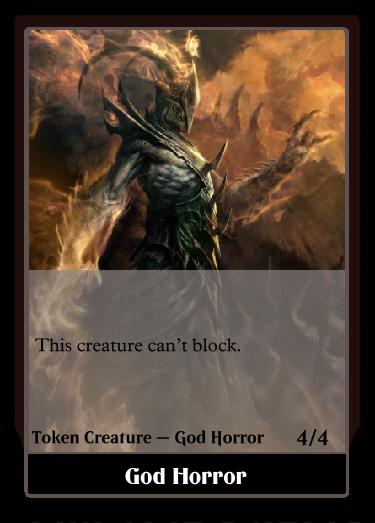 This creature can't block.
Token Creature — God Horror 4/4
God Horror